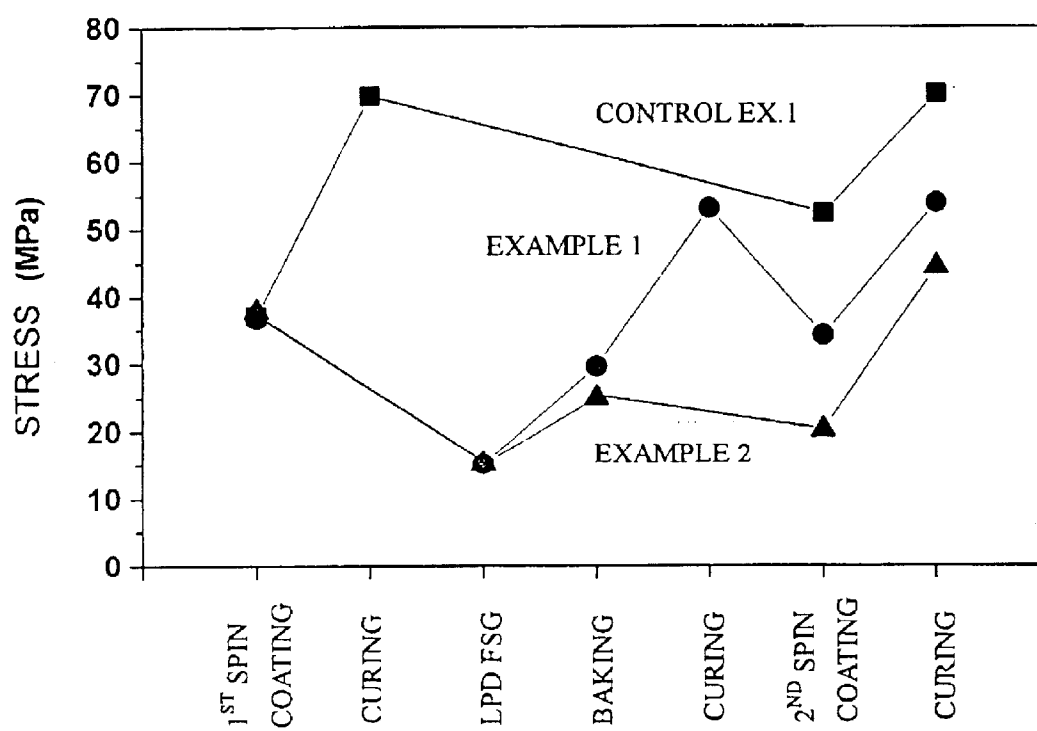 80
70
60
50
40
30
20
10
0
STRESS (MPa)
CONTROL EX.1
EXAMPLE 1
EXAMPLE 2
1ST SPIN
COATING
CURING
LPD FSG
BAKING
CURING
2ND SPIN
COATING
CURING